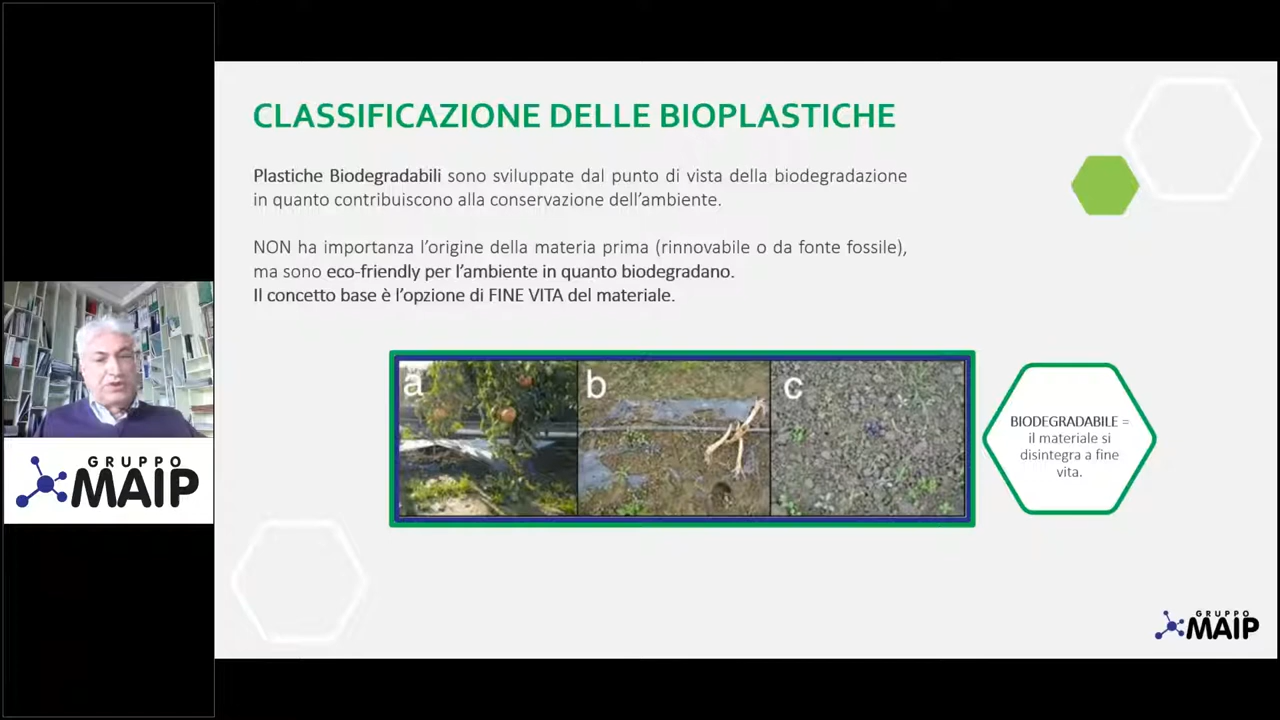 CLASSIFICAZIONE DELLE BIOPLASTICHE
Plastiche Biodegradabili sono sviluppate dal punto di vista della biodegradazione
in quanto contribuiscono alla conservazione dell’ambiente.
NON ha importanza l’origine della materia prima (rinnovabile o da fonte fossile),
ma sono eco-friendly per l’ambiente in quanto biodegradano.
Il concetto base è l’opzione di FINE VITA del materiale.
a
b
c
BIODEGRADABILE =
il materiale si
disintegra a fine
vita.
GRUPPO
MAIP
GRUPPO
MAIP